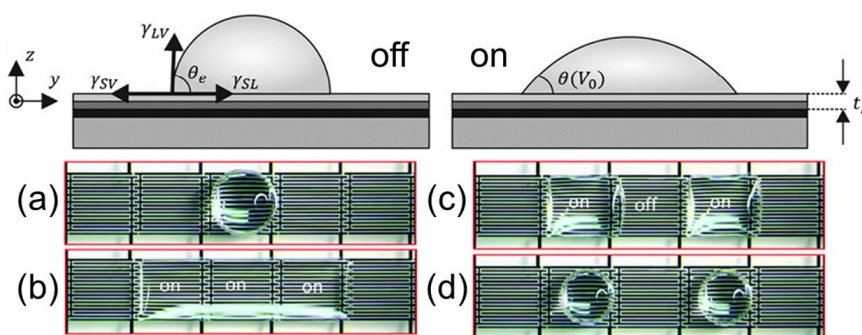 γLV
off
on
z
θe
θ(V0)
γSV
γSL
y
(a)
(c)
on
off
on
(b)
on
on
on
(d)